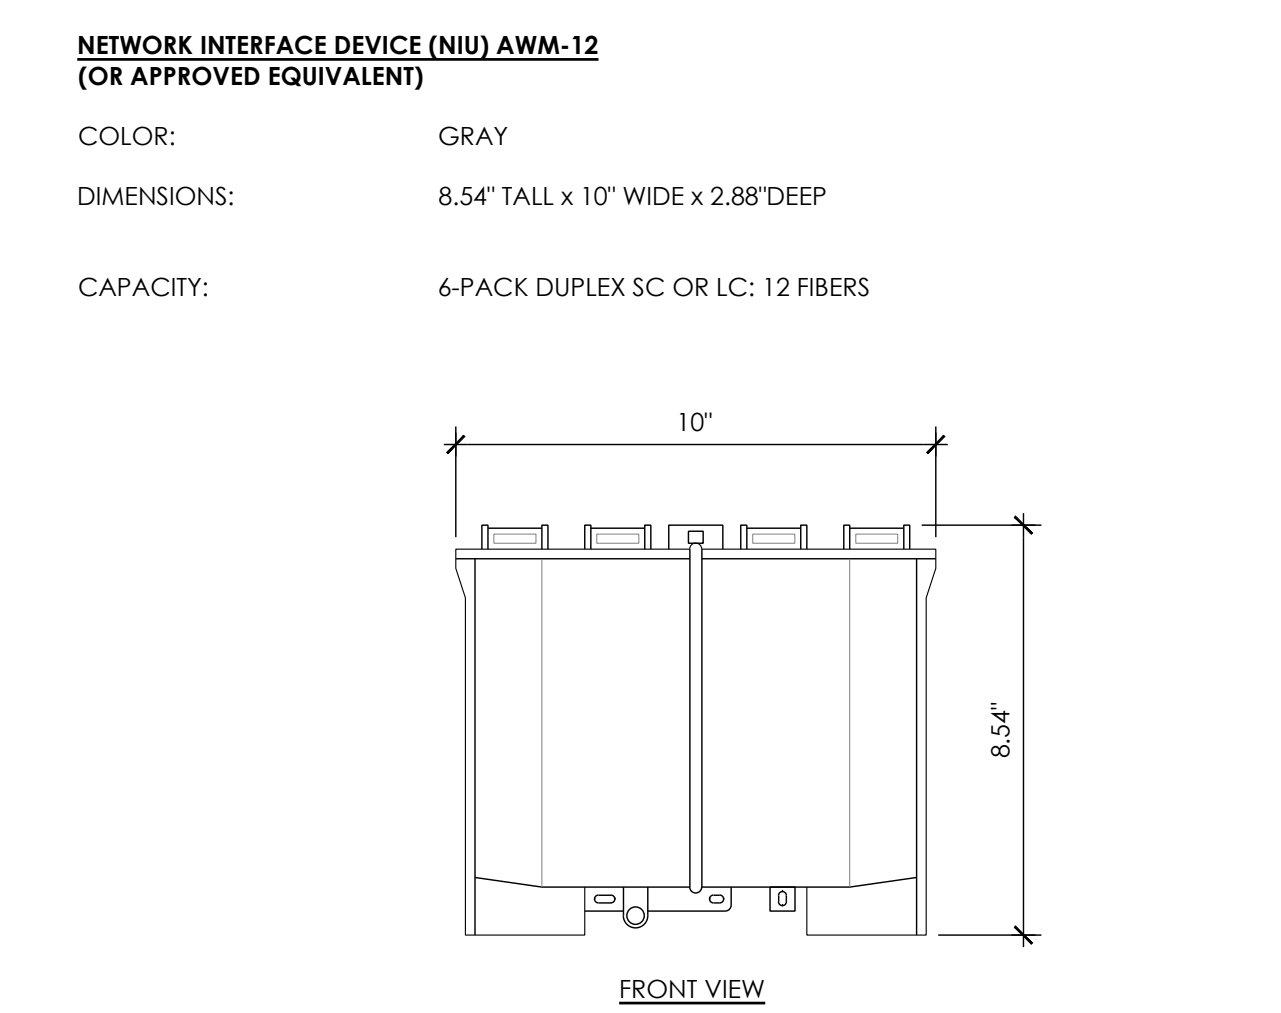 NETWORK INTERFACE DEVICE (NIU) AWM-12
(OR APPROVED EQUIVALENT)
COLOR: GRAY
DIMENSIONS: 8.54" TALL x 10" WIDE x 2.88"DEEP
CAPACITY: 6-PACK DUPLEX SC OR LC: 12 FIBERS
10"
8.54"
FRONT VIEW